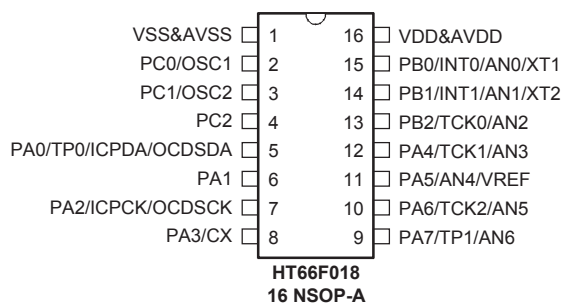 VSS&AVSS 1 16 VDD&AVDD
PC0/OSC1 2 15 PB0/INT0/AN0/XT1
PC1/OSC2 3 14 PB1/INT1/AN1/XT2
PC2 4 13 PB2/TCK0/AN2
PA0/TP0/ICPDA/OCDSDA 5 12 PA4/TCK1/AN3
PA1 6 11 PA5/AN4/VREF
PA2/ICPCK/OCDSCK 7 10 PA6/TCK2/AN5
PA3/CX 8 9 PA7/TP1/AN6
HT66F018
16 NSOP-A